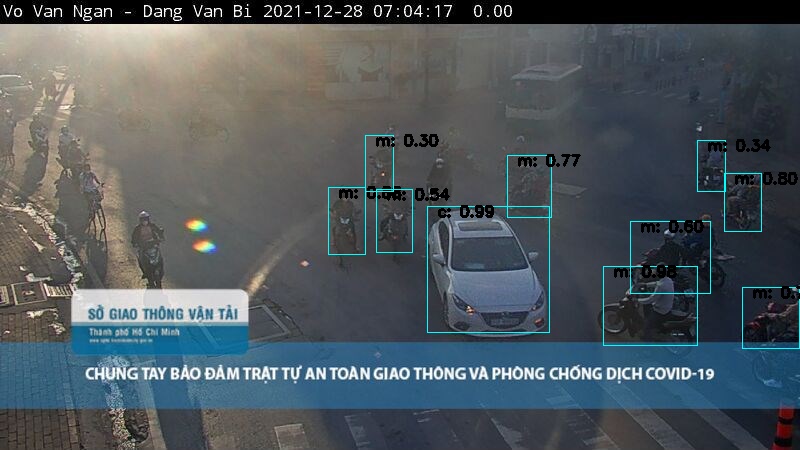 Vo Van Ngan - Dang Van Bi 2021-12-28 07:04:17 0.00
m: 0.30
m: 0.34
m: 0.77
m: 0.80
0.54
c: 0.99
m: 0.60
m: 0.98
SỞ GIAO THÔNG VẬN TẢI
Thành phố Hồ Chí Minh
CHUNG TAY BẢO ĐẢM TRẬT TỰ AN TOÀN GIAO THÔNG VÀ PHÒNG CHỐNG DỊCH COVID-19